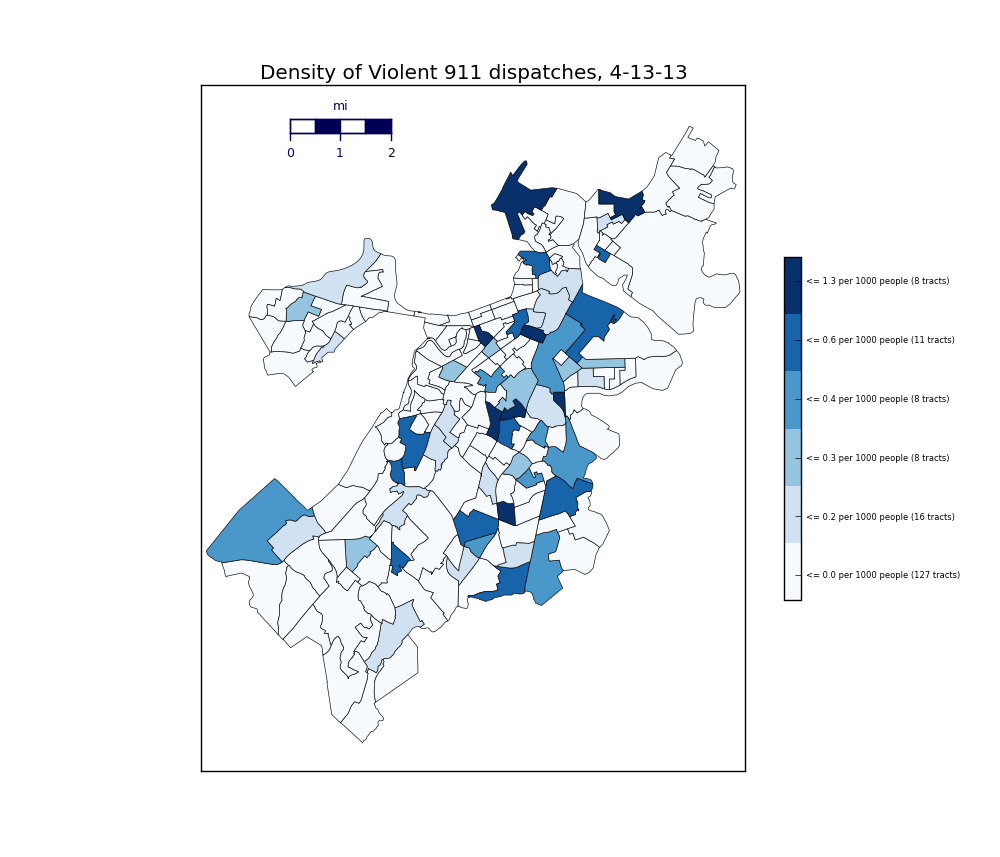 Density of Violent 911 dispatches, 4-13-13
mi
0 1 2
<= 1.3 per 1000 people (8 tracts)
<= 0.6 per 1000 people (11 tracts)
<= 0.4 per 1000 people (8 tracts)
<= 0.3 per 1000 people (8 tracts)
<= 0.2 per 1000 people (16 tracts)
<= 0.0 per 1000 people (127 tracts)